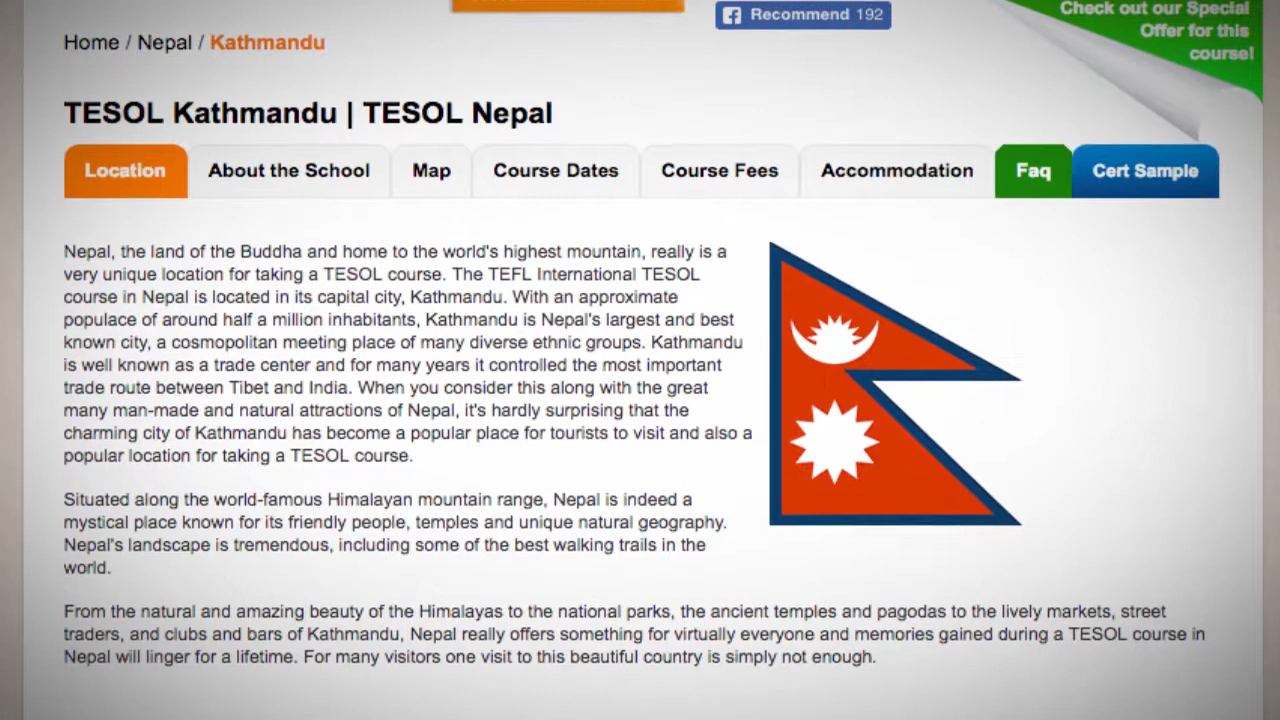 Recommend 192
Check out our Special
Offer for this
course!
Home / Nepal / Kathmandu
TESOL Kathmandu | TESOL Nepal
Location About the School Map Course Dates Course Fees Accommodation Faq Cert Sample
Nepal, the land of the Buddha and home to the world's highest mountain, really is a
very unique location for taking a TESOL course. The TEFL International TESOL
course in Nepal is located in its capital city, Kathmandu. With an approximate
populace of around half a million inhabitants, Kathmandu is Nepal's largest and best
known city, a cosmopolitan meeting place of many diverse ethnic groups. Kathmandu
is well known as a trade center and for many years it controlled the most important
trade route between Tibet and India. When you consider this along with the great
many man-made and natural attractions of Nepal, it's hardly surprising that the
charming city of Kathmandu has become a popular place for tourists to visit and also a
popular location for taking a TESOL course.
Situated along the world-famous Himalayan mountain range, Nepal is indeed a
mystical place known for its friendly people, temples and unique natural geography.
Nepal's landscape is tremendous, including some of the best walking trails in the
world.
From the natural and amazing beauty of the Himalayas to the national parks, the ancient temples and pagodas to the lively markets, street
traders, and clubs and bars of Kathmandu, Nepal really offers something for virtually everyone and memories gained during a TESOL course in
Nepal will linger for a lifetime. For many visitors one visit to this beautiful country is simply not enough.